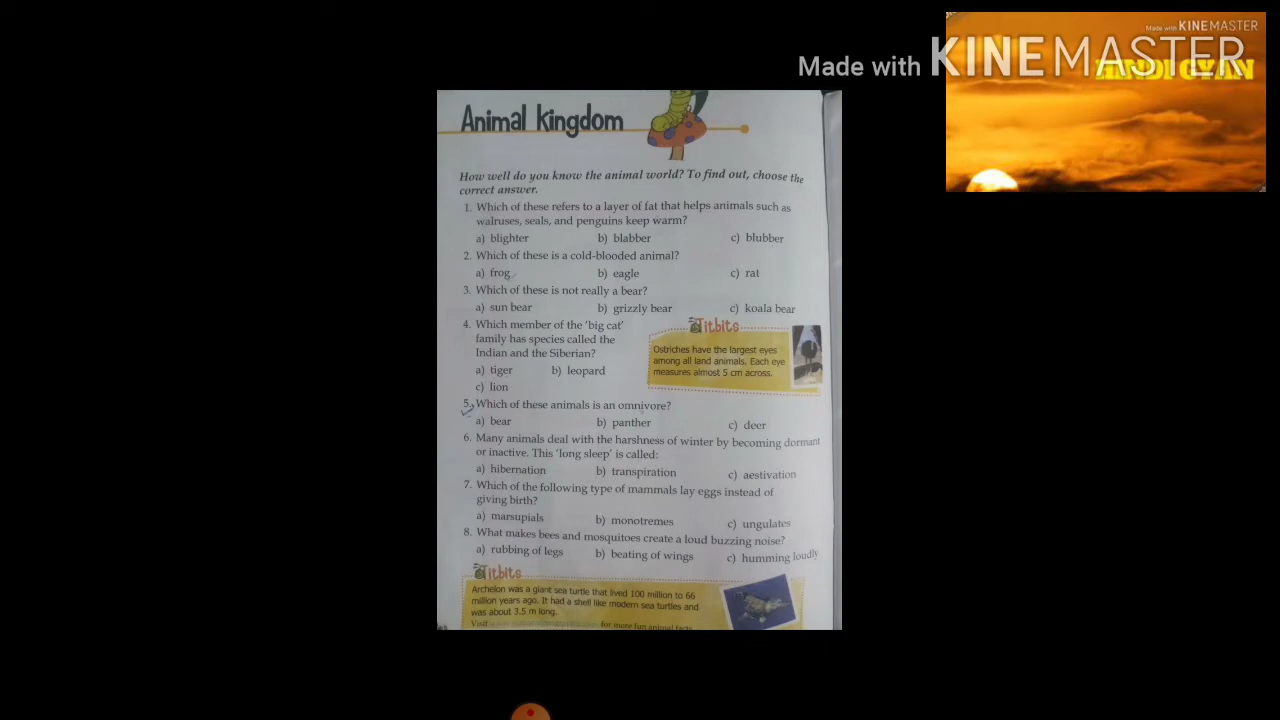 Made with KINEMASTER
Made with KINEMASTER
Animal kingdom
How well do you know the animal world? To find out, choose the
correct answer.
1. Which of these refers to a layer of fat that helps animals such as
walruses, seals, and penguins keep warm?
a) blighter b) blabber c) blubber
2. Which of these is a cold-blooded animal?
a) frog b) eagle c) rat
3. Which of these is not really a bear?
a) sun bear b) grizzly bear c) koala bear
4. Which member of the 'big cat'
family has species called the
Indian and the Siberian?
a) tiger b) leopard
c) lion
Titbits
Ostriches have the largest eyes
among all land animals. Each eye
measures almost 5 cm across.
5. Which of these animals is an omnivore?
a) bear b) panther c) deer
6. Many animals deal with the harshness of winter by becoming dormant
or inactive. This 'long sleep' is called:
a) hibernation b) transpiration c) aestivation
7. Which of the following type of mammals lay eggs instead of
giving birth?
a) marsupials b) monotremes c) ungulates
8. What makes bees and mosquitoes create a loud buzzing noise?
a) rubbing of legs b) beating of wings c) humming loudly
Titbits
Archelon was a giant sea turtle that lived 100 million to 66
million years ago. It had a shell like modern sea turtles and
was about 3.5 m long.
Visit for more fun animal facts